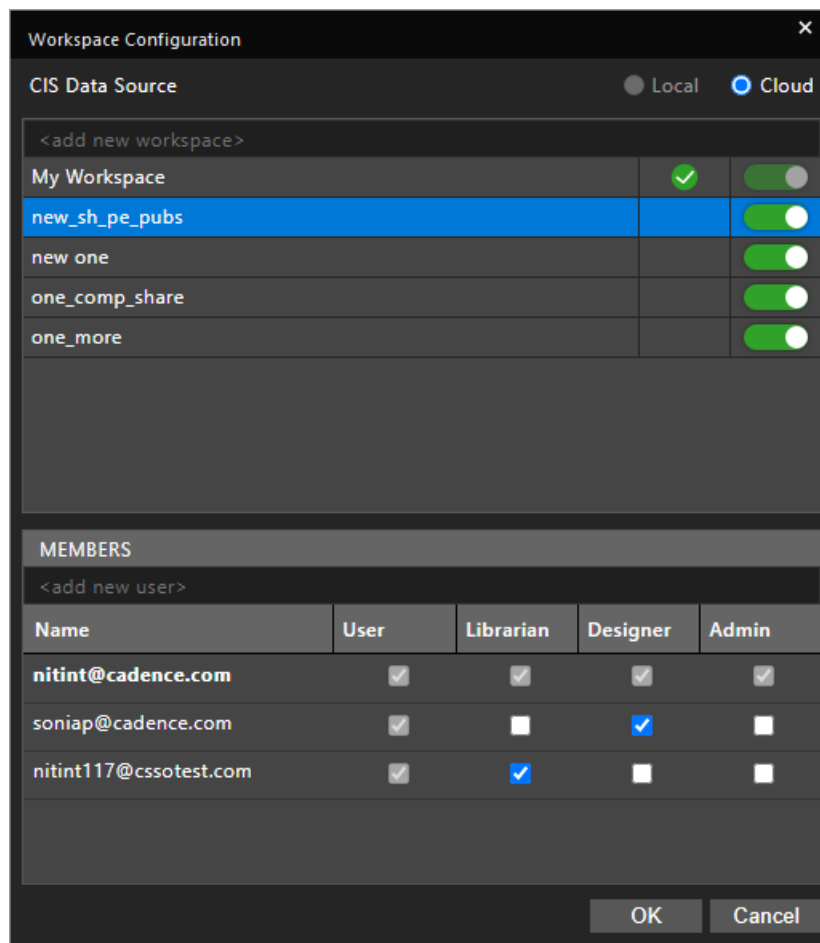 Workspace Configuration
CIS Data Source Local Cloud
<add new workspace>
My Workspace
new_sh_pe_pubs
new one
one_comp_share
one_more
MEMBERS
<add new user>
Name User Librarian Designer Admin
nitint@cadence.com
soniap@cadence.com
nitint117@cssotest.com
OK Cancel